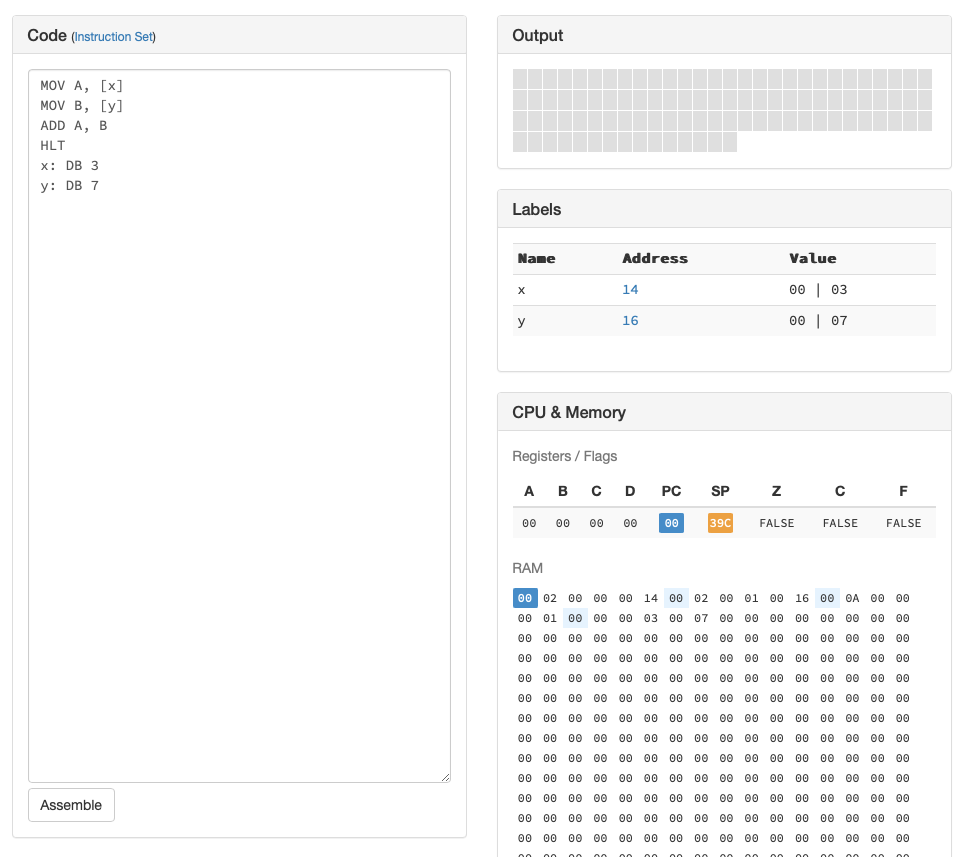 Code (Instruction Set)
MOV A, [x]
MOV B, [y]
ADD A, B
HLT
x: DB 3
y: DB 7
Assemble
Output
Labels
Name Address Value
x 14 00 | 03
y 16 00 | 07
CPU & Memory
Registers / Flags
A B C D PC SP Z C F
00 00 00 00 00 39C FALSE FALSE FALSE
RAM
00 02 00 00 00 14 00 02 00 01 00 16 00 0A 00 00
00 01 00 00 00 03 00 07 00 00 00 00 00 00 00 00
00 00 00 00 00 00 00 00 00 00 00 00 00 00 00 00
00 00 00 00 00 00 00 00 00 00 00 00 00 00 00 00
00 00 00 00 00 00 00 00 00 00 00 00 00 00 00 00
00 00 00 00 00 00 00 00 00 00 00 00 00 00 00 00
00 00 00 00 00 00 00 00 00 00 00 00 00 00 00 00
00 00 00 00 00 00 00 00 00 00 00 00 00 00 00 00
00 00 00 00 00 00 00 00 00 00 00 00 00 00 00 00
00 00 00 00 00 00 00 00 00 00 00 00 00 00 00 00
00 00 00 00 00 00 00 00 00 00 00 00 00 00 00 00
00 00 00 00 00 00 00 00 00 00 00 00 00 00 00 00
00 00 00 00 00 00 00 00 00 00 00 00 00 00 00 00